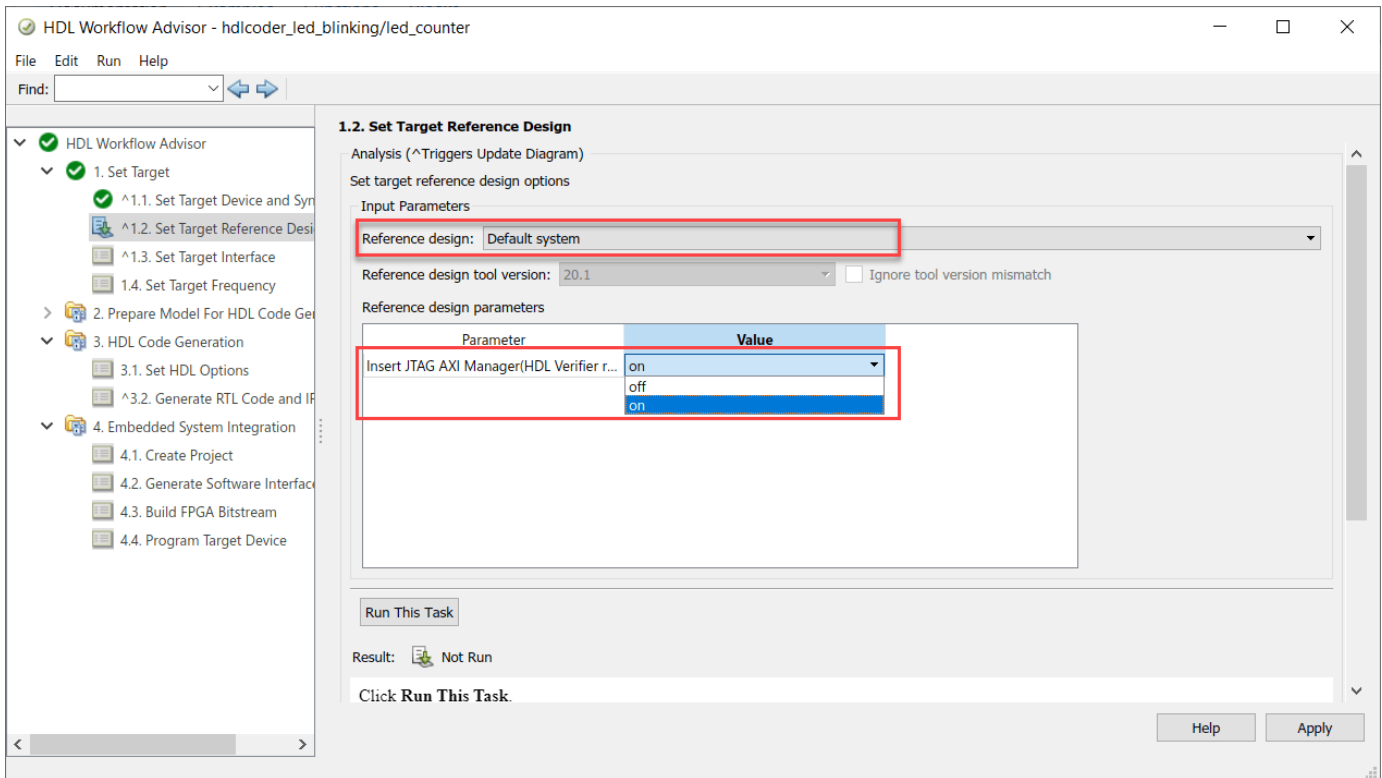 HDL Workflow Advisor - hdlcoder_led_blinking/led_counter
File Edit Run Help
Find:
HDL Workflow Advisor
1. Set Target
^1.1. Set Target Device and Syn
^1.2. Set Target Reference Desi
^1.3. Set Target Interface
1.4. Set Target Frequency
2. Prepare Model For HDL Code Ge
3. HDL Code Generation
3.1. Set HDL Options
^3.2. Generate RTL Code and IP
4. Embedded System Integration
4.1. Create Project
4.2. Generate Software Interface
4.3. Build FPGA Bitstream
4.4. Program Target Device
1.2. Set Target Reference Design
Analysis (^Triggers Update Diagram)
Set target reference design options
Input Parameters
Reference design: Default system
Reference design tool version: 20.1 Ignore tool version mismatch
Reference design parameters
Parameter Value
Insert JTAG AXI Manager(HDL Verifier r... on
off
on
Run This Task
Result: Not Run
Click Run This Task.
Help Apply